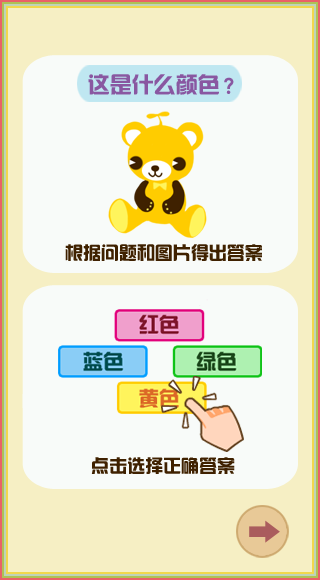 这是什么颜色？
根据问题和图片得出答案
红色
蓝色 绿色
黄色
点击选择正确答案